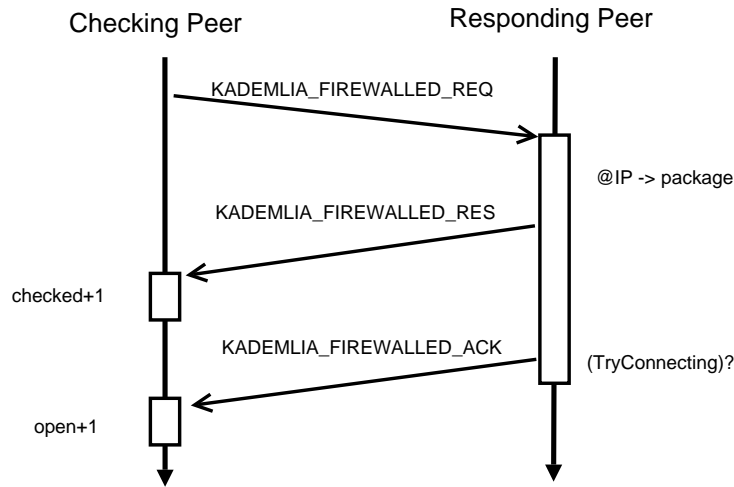 Checking Peer
Responding Peer
KADEMLIA_FIREWALLED_REQ
@IP -> package
KADEMLIA_FIREWALLED_RES
checked+1
KADEMLIA_FIREWALLED_ACK
(TryConnecting)?
open+1